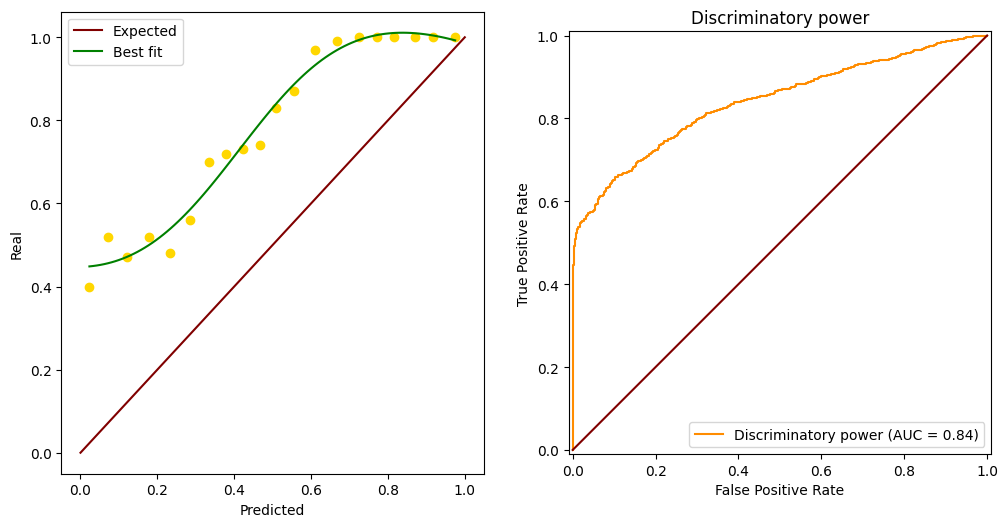 Expected
Best fit
1.0
0.8
0.6
0.4
0.2
0.0
Real
0.0 0.2 0.4 0.6 0.8 1.0
Predicted
Discriminatory power
1.0
0.8
0.6
0.4
0.2
0.0
True Positive Rate
Discriminatory power (AUC = 0.84)
0.0 0.2 0.4 0.6 0.8 1.0
False Positive Rate